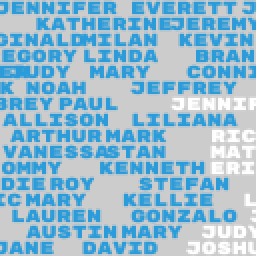 JENNIFER EVERETT J
KATHERINE JEREMY
GINALD MILAN KEVIN
EGORY LINDA BRAN
JUDY MARY CONNI
K NOAH JEFFREY
BREY PAUL JENNIF
ALLISON LILIANA
ARTHUR MARK RIC
VANESSA STAN MAT
OMMY KENNETH ERI
DIE ROY STEFAN
IC MARY KELLIE L
LAUREN GONZALO J
AUSTIN MARY JUDY
JANE DAVID JOSHU